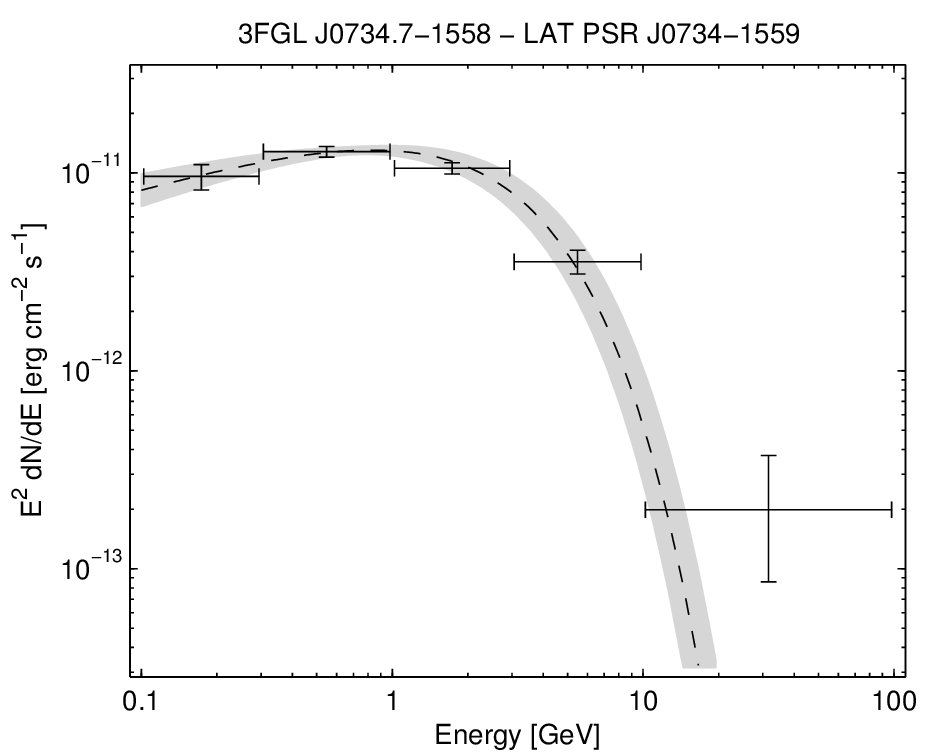 3FGL J0734.7−1558 − LAT PSR J0734−1559
E² dN/dE [erg cm⁻² s⁻¹]
10⁻¹¹
10⁻¹²
10⁻¹³
0.1 1 10 100
Energy [GeV]